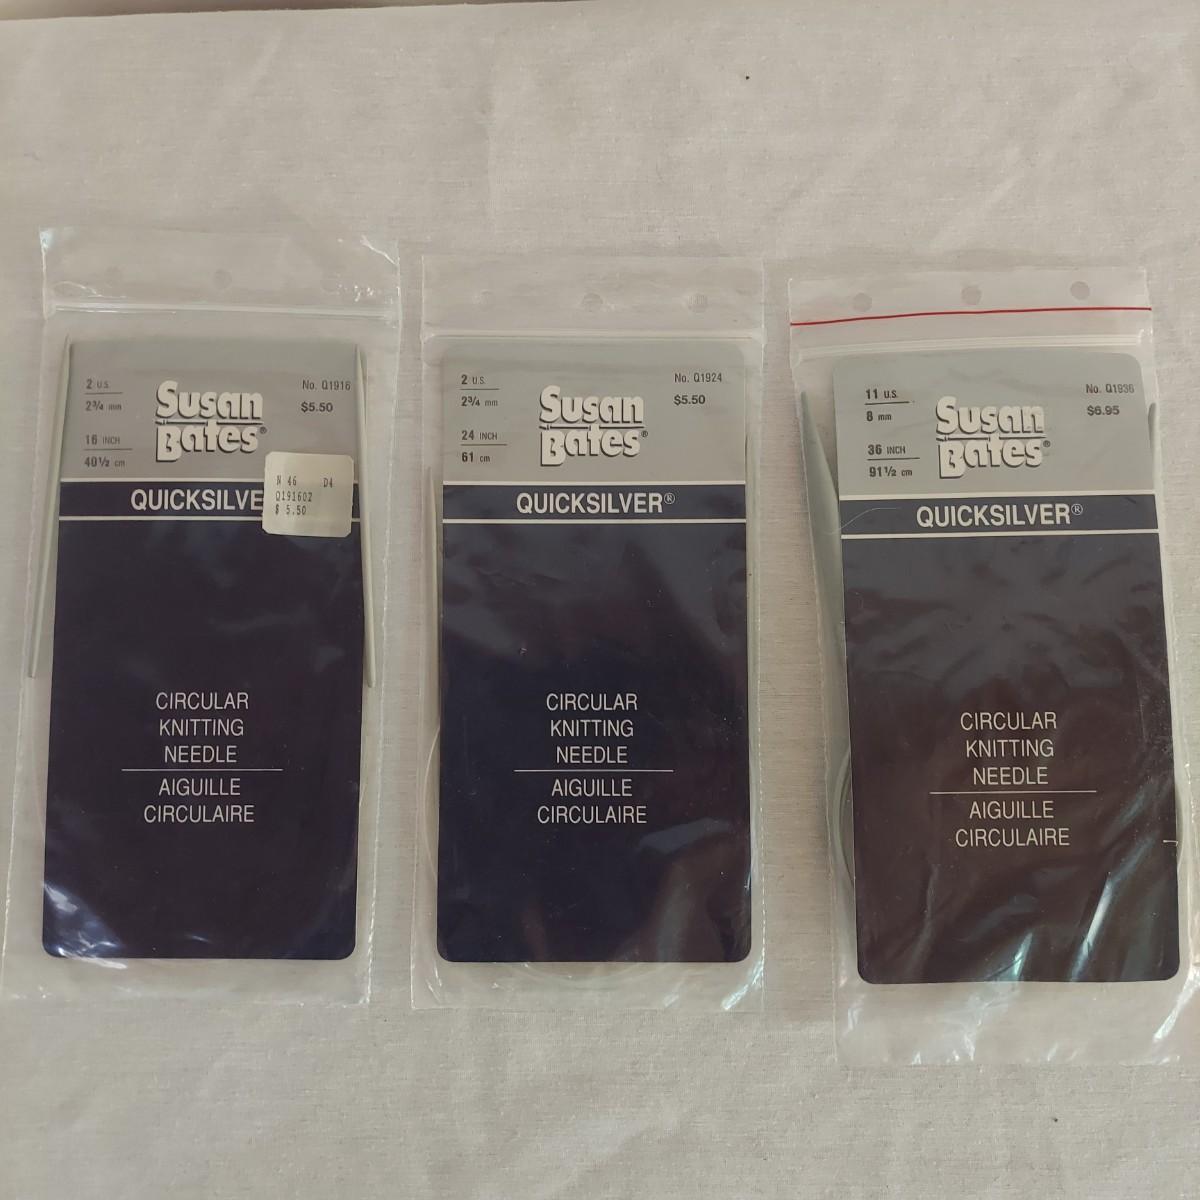 2 U.S.
2¾ mm
16 INCH
40½ cm
Susan
Bates®
No. Q1916
$5.50
N 46 D4
Q191602
$ 5.50
QUICKSILVE
CIRCULAR
KNITTING
NEEDLE
AIGUILLE
CIRCULAIRE
2 U.S.
2¾ mm
24 INCH
61 cm
Susan
Bates®
No. Q1924
$5.50
QUICKSILVER®
CIRCULAR
KNITTING
NEEDLE
AIGUILLE
CIRCULAIRE
11 U.S.
8 mm
36 INCH
91½ cm
Susan
Bates®
No. Q1936
$6.95
QUICKSILVER®
CIRCULAR
KNITTING
NEEDLE
AIGUILLE
CIRCULAIRE